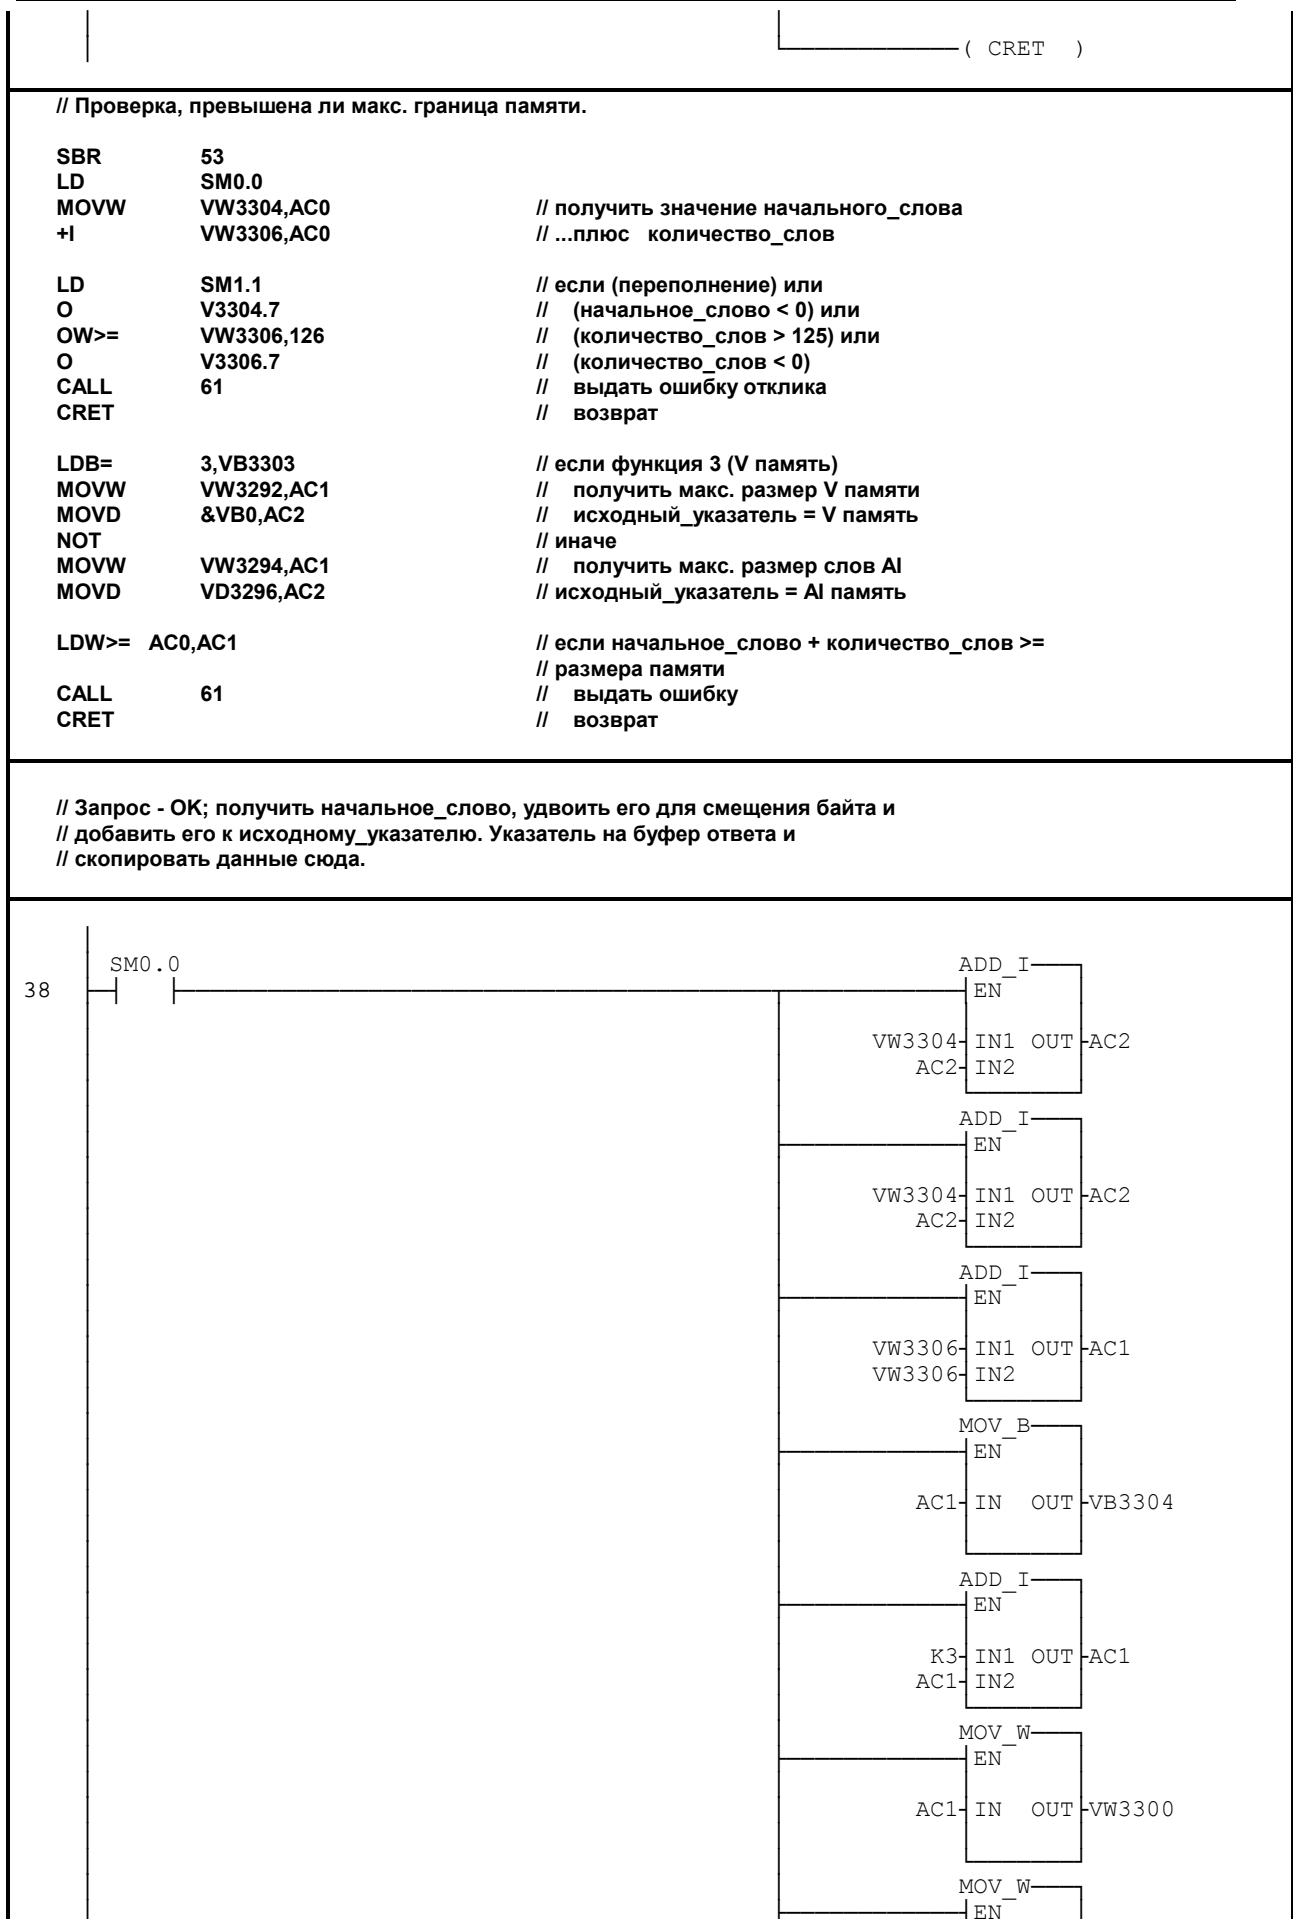 ( CRET )
// Проверка, превышена ли макс. граница памяти.
SBR 53
LD SM0.0
MOVW VW3304,AC0 // получить значение начального_слова
+I VW3306,AC0 // ...плюс количество_слов
LD SM1.1 // если (переполнение) или
O V3304.7 // (начальное_слово < 0) или
OW>= VW3306,126 // (количество_слов > 125) или
O V3306.7 // (количество_слов < 0)
CALL 61 // выдать ошибку отклика
CRET // возврат
LDB= 3,VB3303 // если функция 3 (V память)
MOVW VW3292,AC1 // получить макс. размер V памяти
MOVD &VB0,AC2 // исходный_указатель = V память
NOT // иначе
MOVW VW3294,AC1 // получить макс. размер слов AI
MOVD VD3296,AC2 // исходный_указатель = AI память
LDW>= AC0,AC1 // если начальное_слово + количество_слов >=
// размера памяти
CALL 61 // выдать ошибку
CRET // возврат
// Запрос - OK; получить начальное_слово, удвоить его для смещения байта и
// добавить его к исходному_указателю. Указатель на буфер ответа и
// скопировать данные сюда.
SM0.0 ADD_I
38 EN
VW3304 IN1 OUT AC2
AC2 IN2
ADD_I
EN
VW3304 IN1 OUT AC2
AC2 IN2
ADD_I
EN
VW3306 IN1 OUT AC1
VW3306 IN2
MOV_B
EN
AC1 IN OUT VB3304
ADD_I
EN
K3 IN1 OUT AC1
AC1 IN2
MOV_W
EN
AC1 IN OUT VW3300
MOV_W
EN